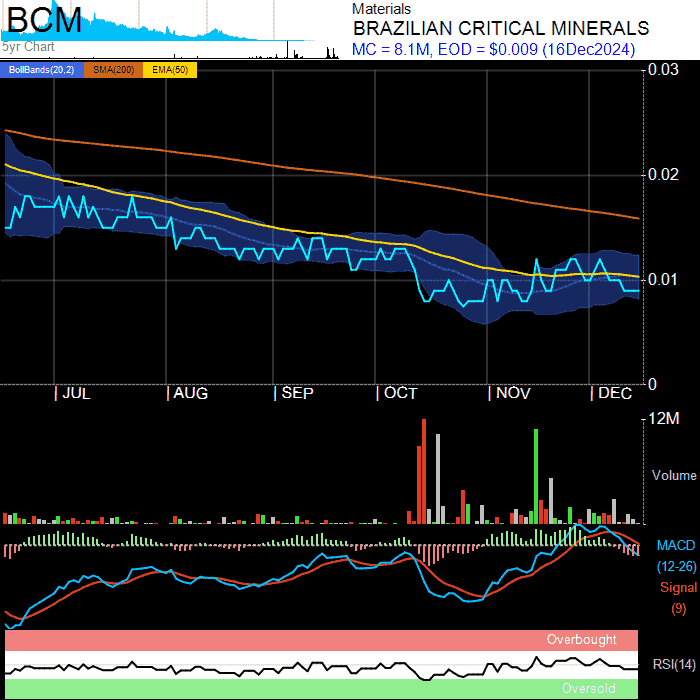 BCM
5yr Chart
Materials
BRAZILIAN CRITICAL MINERALS
MC = 8.1M, EOD = $0.009 (16Dec2024)
BollBands(20,2) SMA(200) EMA(50)
0.03
0.02
0.01
0
JUL AUG SEP OCT NOV DEC
12M
Volume
MACD
(12-26)
Signal
(9)
Overbought
RSI(14)
Oversold